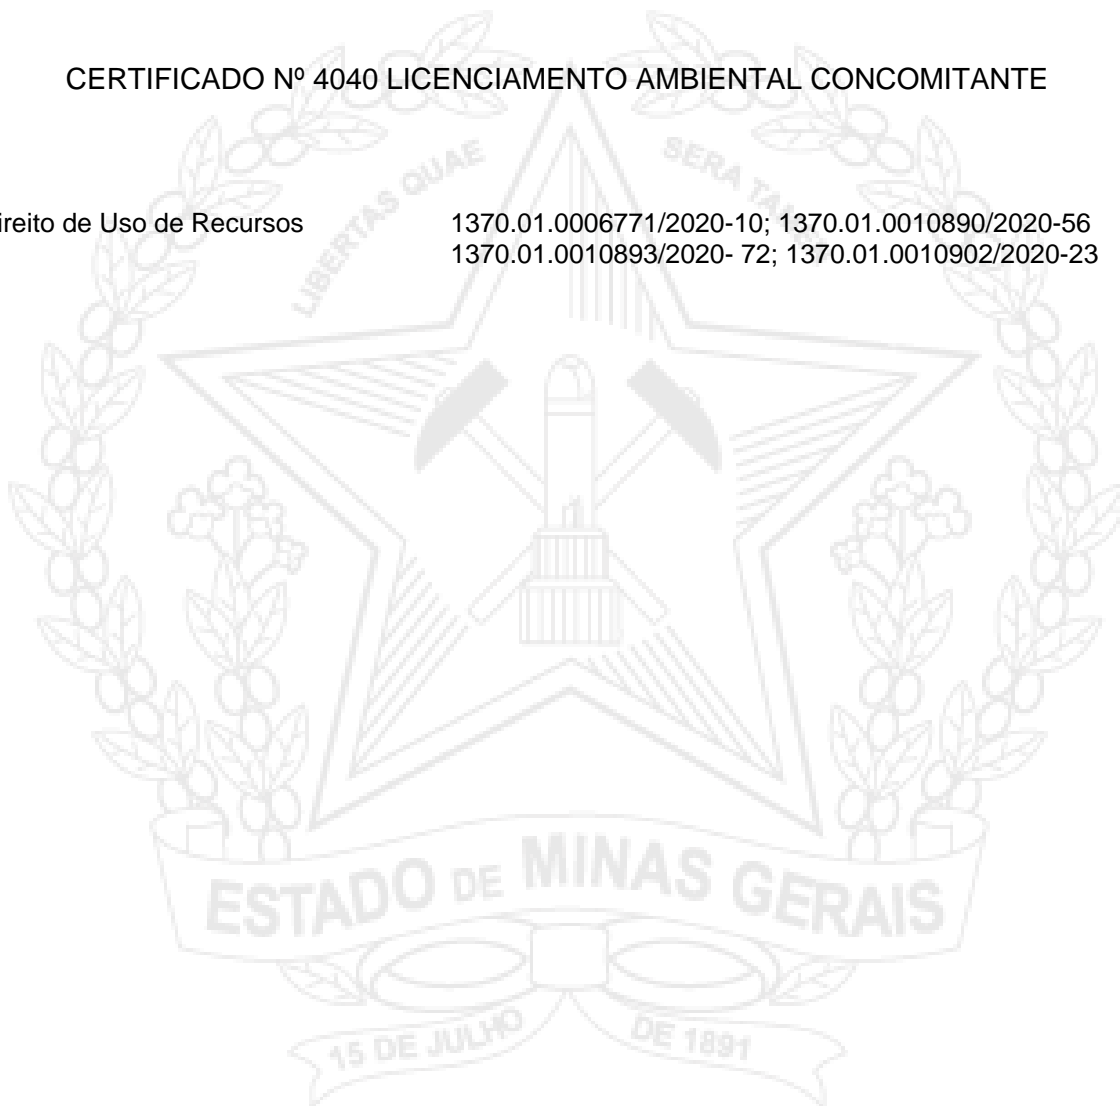 CERTIFICADO Nº 4040 LICENCIAMENTO AMBIENTAL CONCOMITANTE
ireito de Uso de Recursos 1370.01.0006771/2020-10; 1370.01.0010890/2020-56
1370.01.0010893/2020- 72; 1370.01.0010902/2020-23
LIBERTAS QUAE SERA
ESTADO DE MINAS GERAIS
15 DE JULHO DE 1891